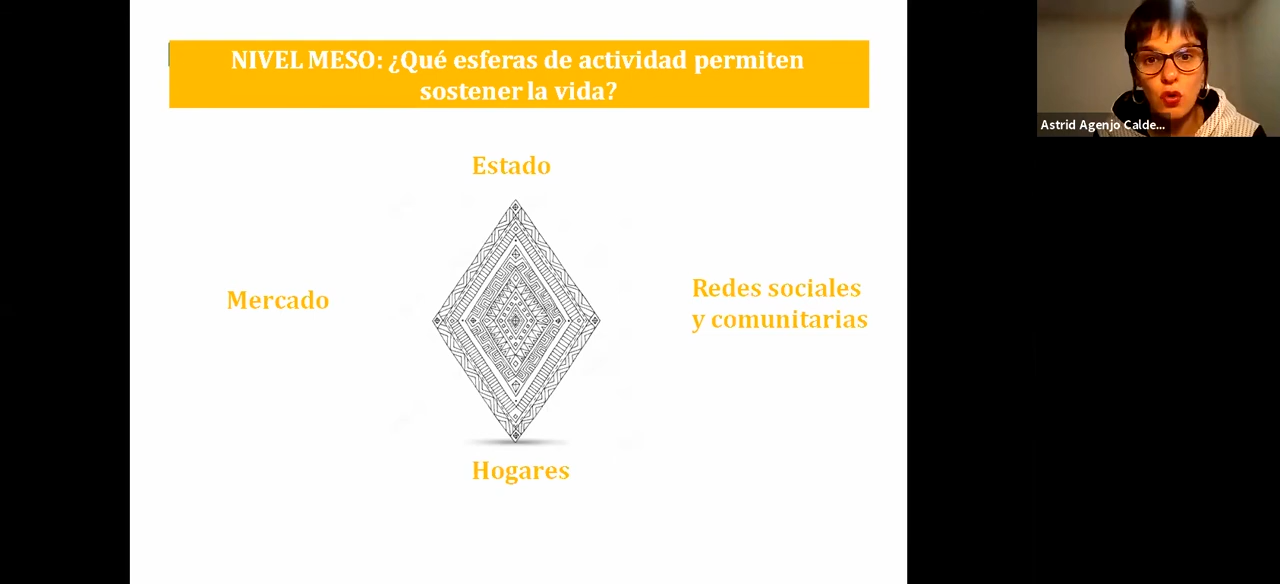 NIVEL MESO: ¿Qué esferas de actividad permiten
sostener la vida?
Astrid Agenjo Calde...
Estado
Mercado
Redes sociales
y comunitarias
Hogares